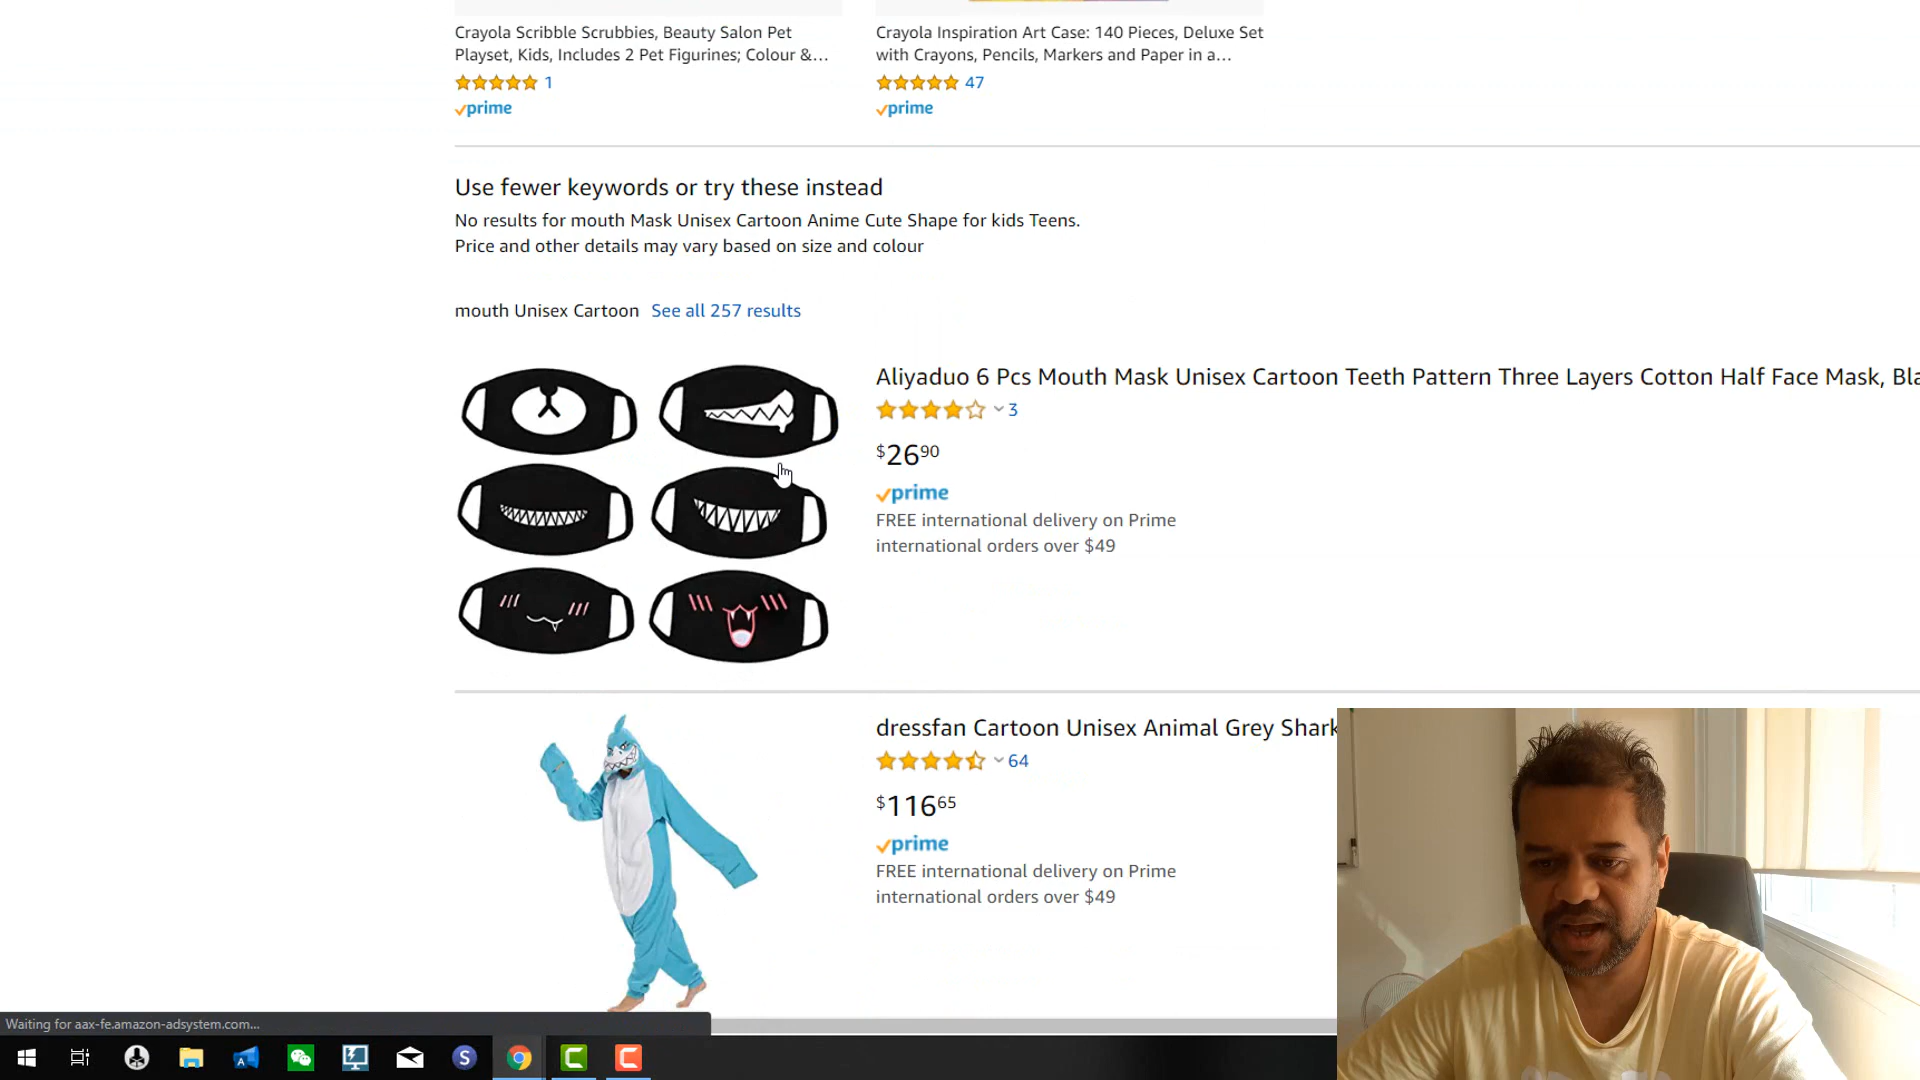 Crayola Scribble Scrubbies, Beauty Salon Pet
Playset, Kids, Includes 2 Pet Figurines; Colour &...
1
prime
Crayola Inspiration Art Case: 140 Pieces, Deluxe Set
with Crayons, Pencils, Markers and Paper in a...
47
prime
Use fewer keywords or try these instead
No results for mouth Mask Unisex Cartoon Anime Cute Shape for kids Teens.
Price and other details may vary based on size and colour
mouth Unisex Cartoon See all 257 results
Aliyaduo 6 Pcs Mouth Mask Unisex Cartoon Teeth Pattern Three Layers Cotton Half Face Mask,
3
$26 90
prime
FREE international delivery on Prime
international orders over $49
dressfan Cartoon Unisex Animal Grey Shark
64
$116 65
prime
FREE international delivery on Prime
international orders over $49
Waiting for aax-fe.amazon-adsystem.com...